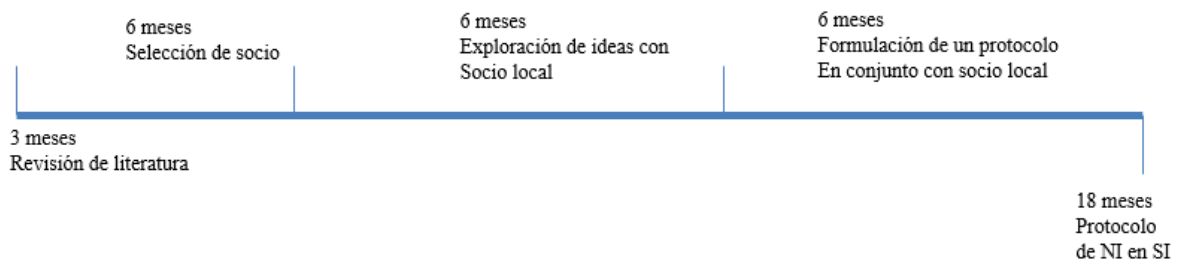 6 meses
Selección de socio
6 meses
Exploración de ideas con
Socio local
6 meses
Formulación de un protocolo
En conjunto con socio local
3 meses
Revisión de literatura
18 meses
Protocolo
de NI en SI